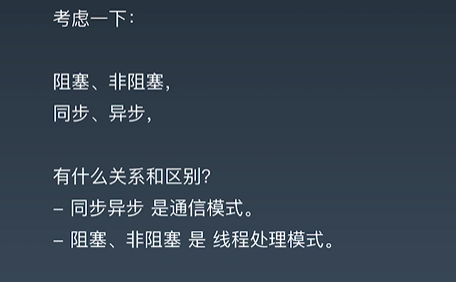 考虑一下：
阻塞、非阻塞，
同步、异步，
有什么关系和区别？
- 同步异步 是通信模式。
- 阻塞、非阻塞 是 线程处理模式。